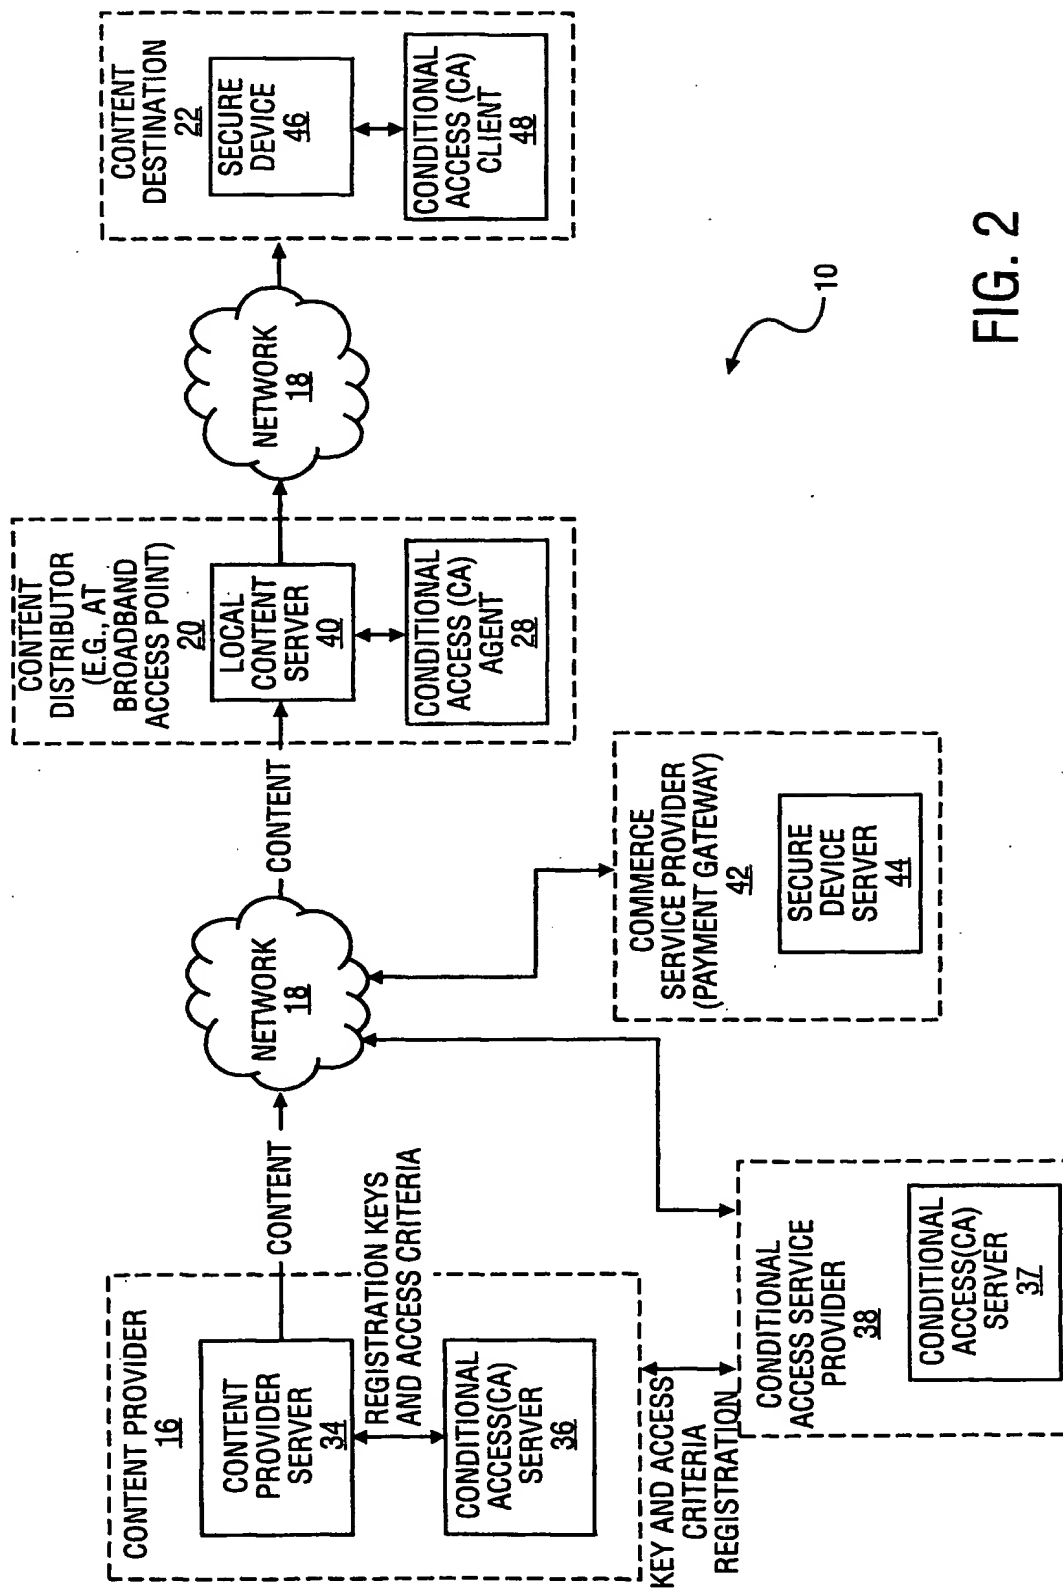 CONTENT PROVIDER
16
CONTENT
PROVIDER
SERVER
34
REGISTRATION KEYS
AND ACCESS CRITERIA
CONDITIONAL
ACCESS(CA)
SERVER
36
KEY AND ACCESS
CRITERIA
REGISTRATION
CONDITIONAL
ACCESS SERVICE
PROVIDER
38
CONDITIONAL
ACCESS(CA)
SERVER
37
CONTENT
NETWORK
18
COMMERCE
SERVICE PROVIDER
(PAYMENT GATEWAY)
42
SECURE
DEVICE
SERVER
44
CONTENT
CONTENT
DISTRIBUTOR
(E.G., AT
BROADBAND
ACCESS POINT)
20
LOCAL
CONTENT
SERVER
40
CONDITIONAL
ACCESS (CA)
AGENT
28
NETWORK
18
CONTENT
DESTINATION
22
SECURE
DEVICE
46
CONDITIONAL
ACCESS (CA)
CLIENT
48
10
FIG. 2